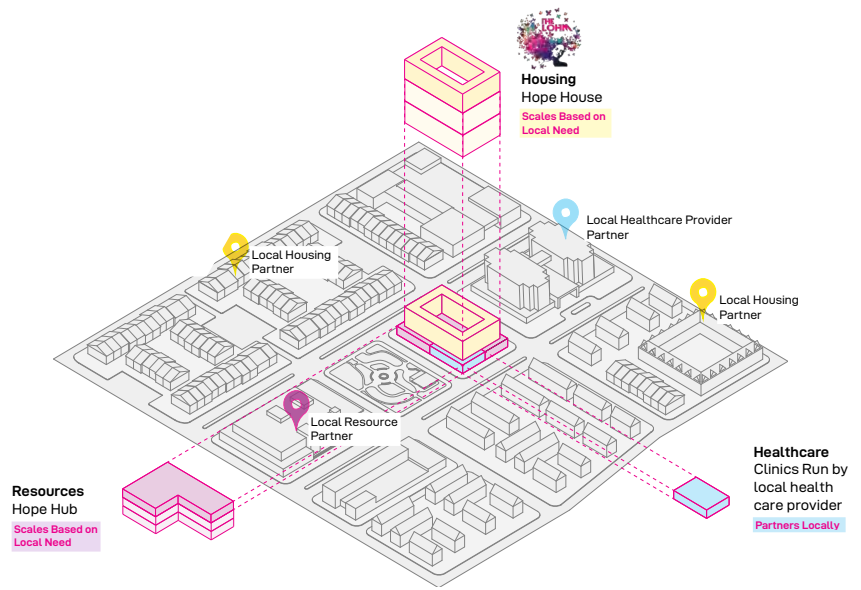 THE
LOHM
Housing
Hope House
Scales Based on
Local Need
Local Healthcare Provider
Partner
Local Housing
Partner
Local Housing
Partner
Local Resource
Partner
Resources
Hope Hub
Scales Based on
Local Need
Healthcare
Clinics Run by
local health
care provider
Partners Locally